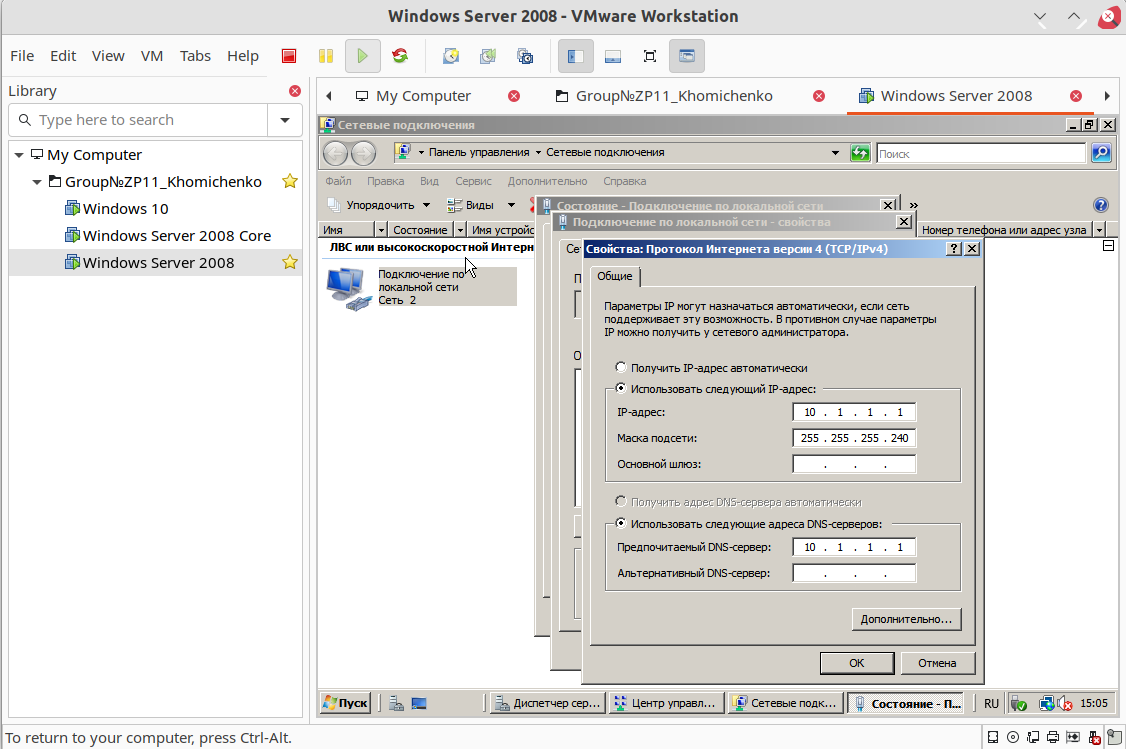 Windows Server 2008 - VMware Workstation
File Edit View VM Tabs Help
Library
Type here to search
My Computer
Group№ZP11_Khomichenko
Windows 10
Windows Server 2008 Core
Windows Server 2008
My Computer
Group№ZP11_Khomichenko
Windows Server 2008
Сетевые подключения
Панель управления
Сетевые подключения
Поиск
Файл Правка Вид Сервис Дополнительно Справка
Упорядочить
Виды
»
Имя
Состояние
Имя устройс
Номер телефона или адрес узла
ЛВС или высокоскоростной Интерн
Подключение по
локальной сети
Сеть 2
Состояние - Подключение по локальной сети
Подключение по локальной сети - свойства
Се
П
О
Свойства: Протокол Интернета версии 4 (TCP/IPv4)
Общие
Параметры IP могут назначаться автоматически, если сеть
поддерживает эту возможность. В противном случае параметры
IP можно получить у сетевого администратора.
Получить IP-адрес автоматически
Использовать следующий IP-адрес:
IP-адрес: 10 . 1 . 1 . 1
Маска подсети: 255 . 255 . 255 . 240
Основной шлюз: . . .
Получить адрес DNS-сервера автоматически
Использовать следующие адреса DNS-серверов:
Предпочитаемый DNS-сервер: 10 . 1 . 1 . 1
Альтернативный DNS-сервер: . . .
Дополнительно...
OK
Отмена
Пуск
Диспетчер сер...
Центр управл...
Сетевые подк...
Состояние - П...
RU
15:05
To return to your computer, press Ctrl-Alt.